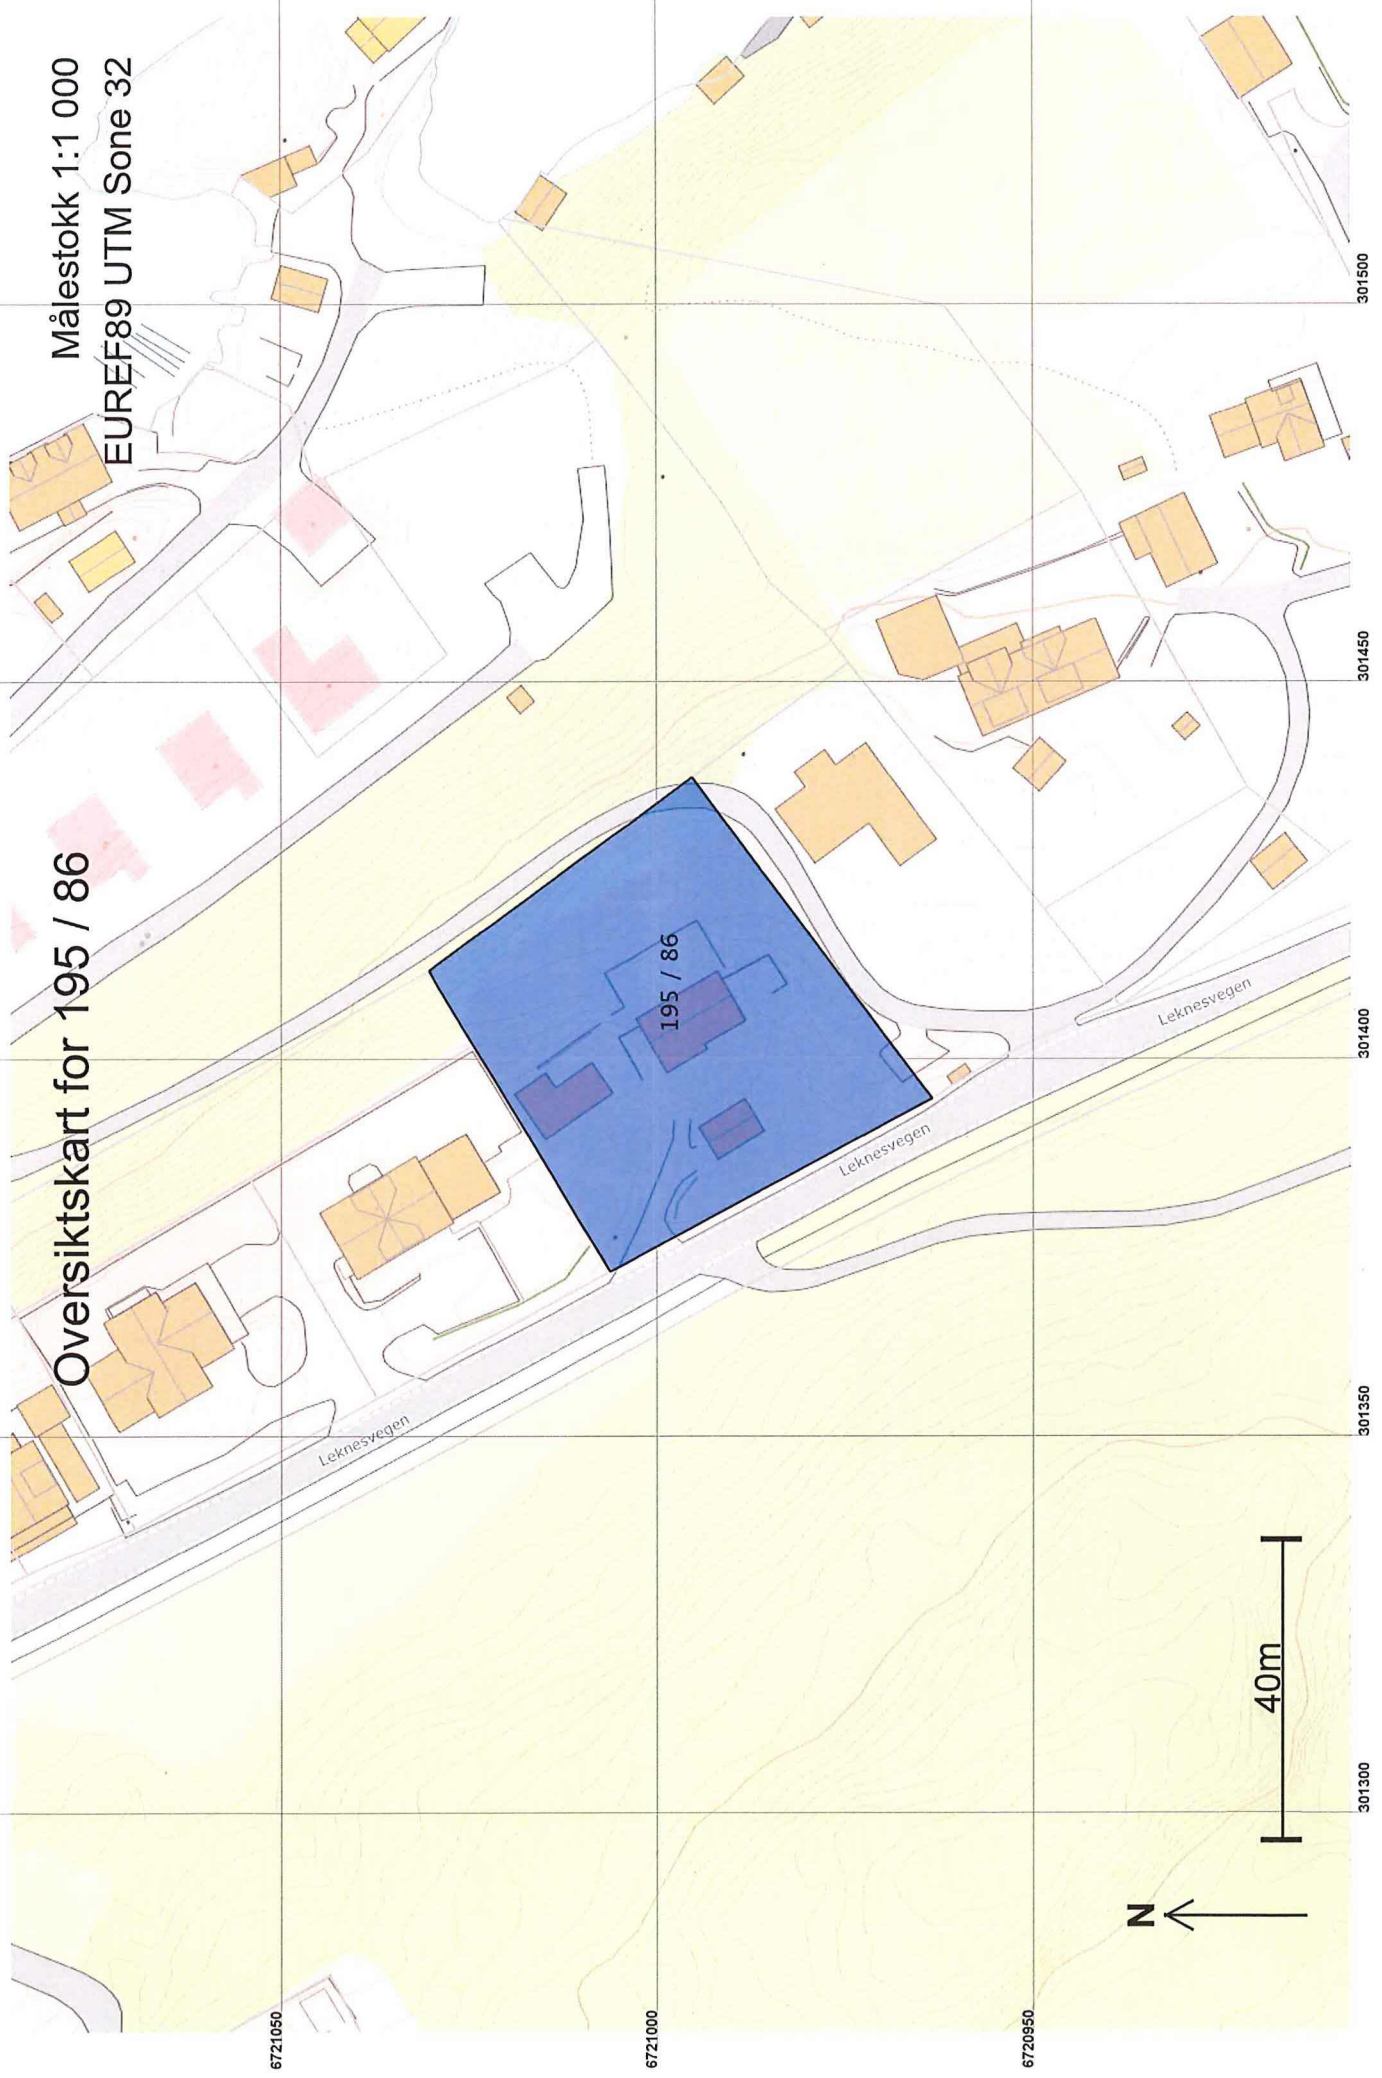 Oversiktskart for 195 / 86
Målestokk 1:1 000
EUREF89 UTM Sone 32
6721050
6721000
6720950
195 / 86
Leknesvegen
Leknesvegen
Leknesvegen
N
40m
301300
301350
301400
301450
301500